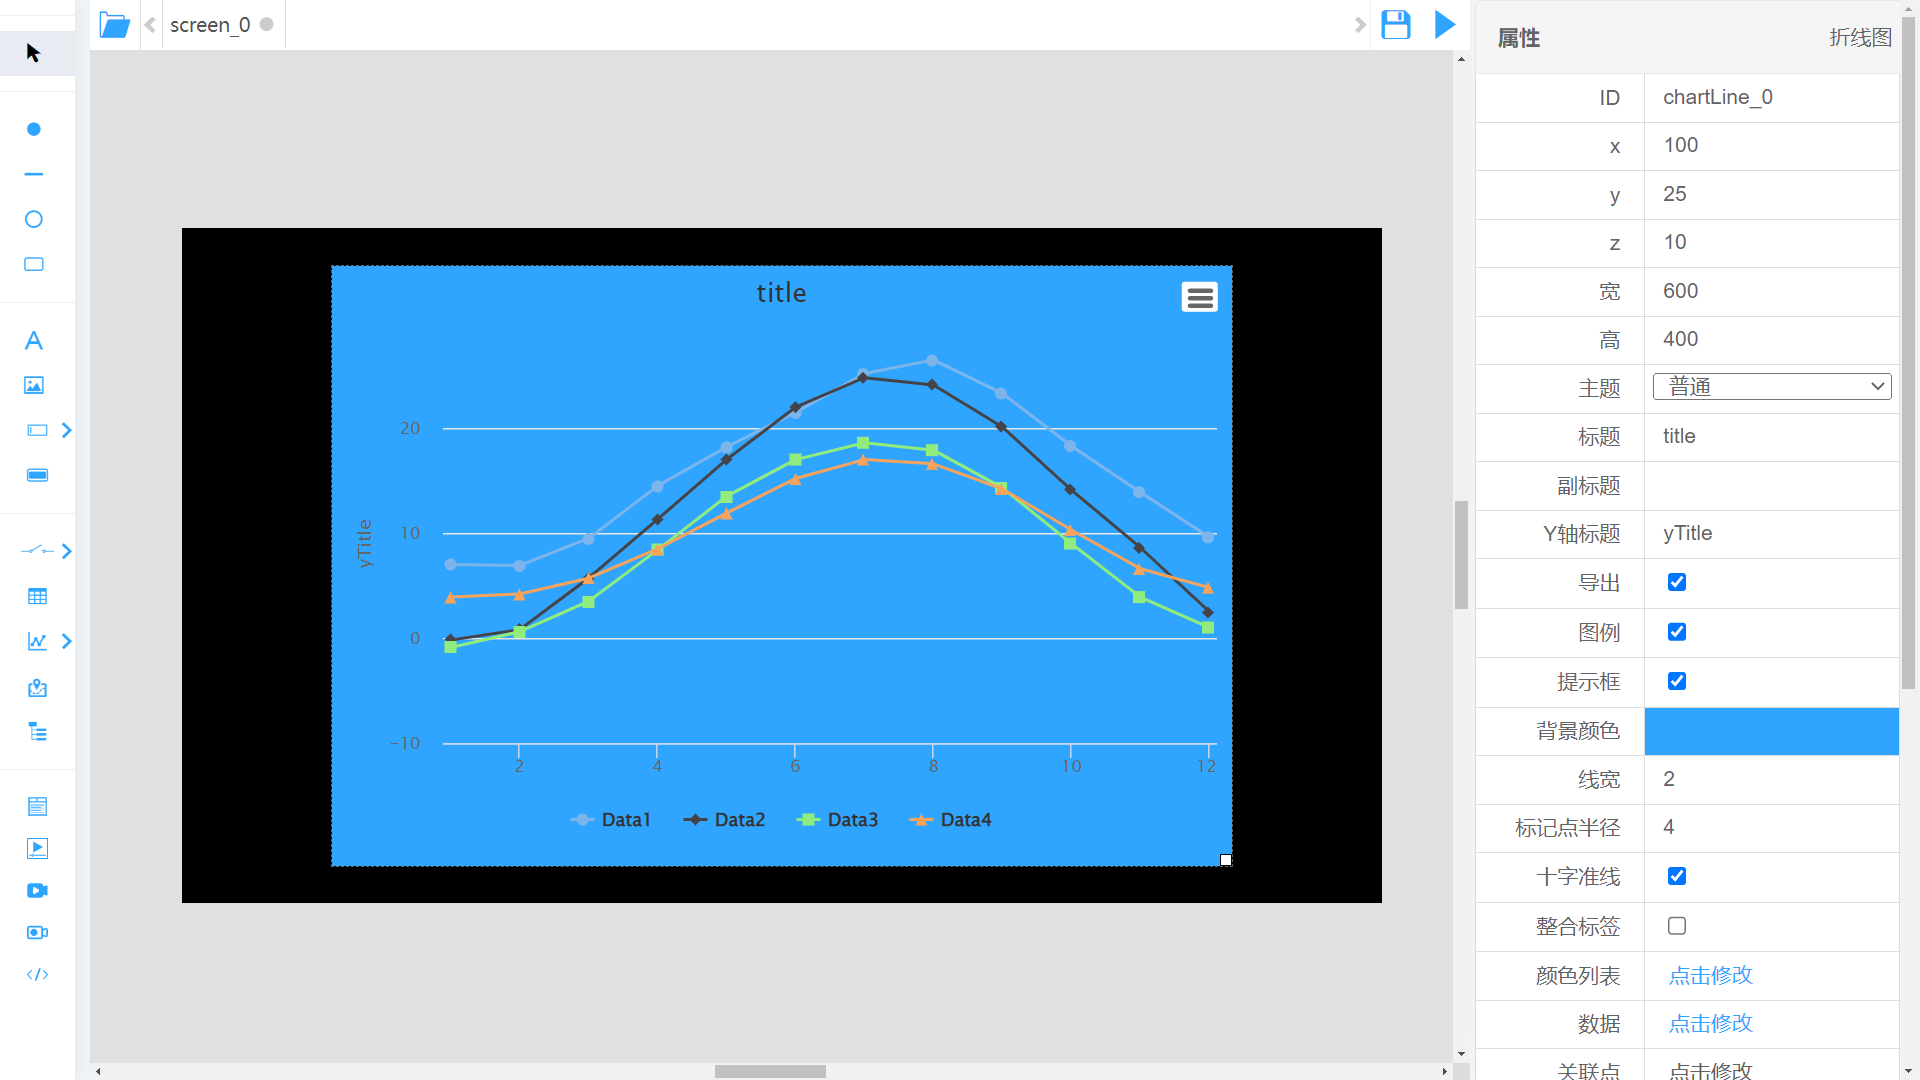 screen_0
title
20
10
0
−10
yTitle
2 4 6 8 10 12
Data1 Data2 Data3 Data4
属性 折线图
ID chartLine_0
x 100
y 25
z 10
宽 600
高 400
主题 普通
标题 title
副标题
Y轴标题 yTitle
导出
图例
提示框
背景颜色
线宽 2
标记点半径 4
十字准线
整合标签
颜色列表 点击修改
数据 点击修改
关联点 点击修改